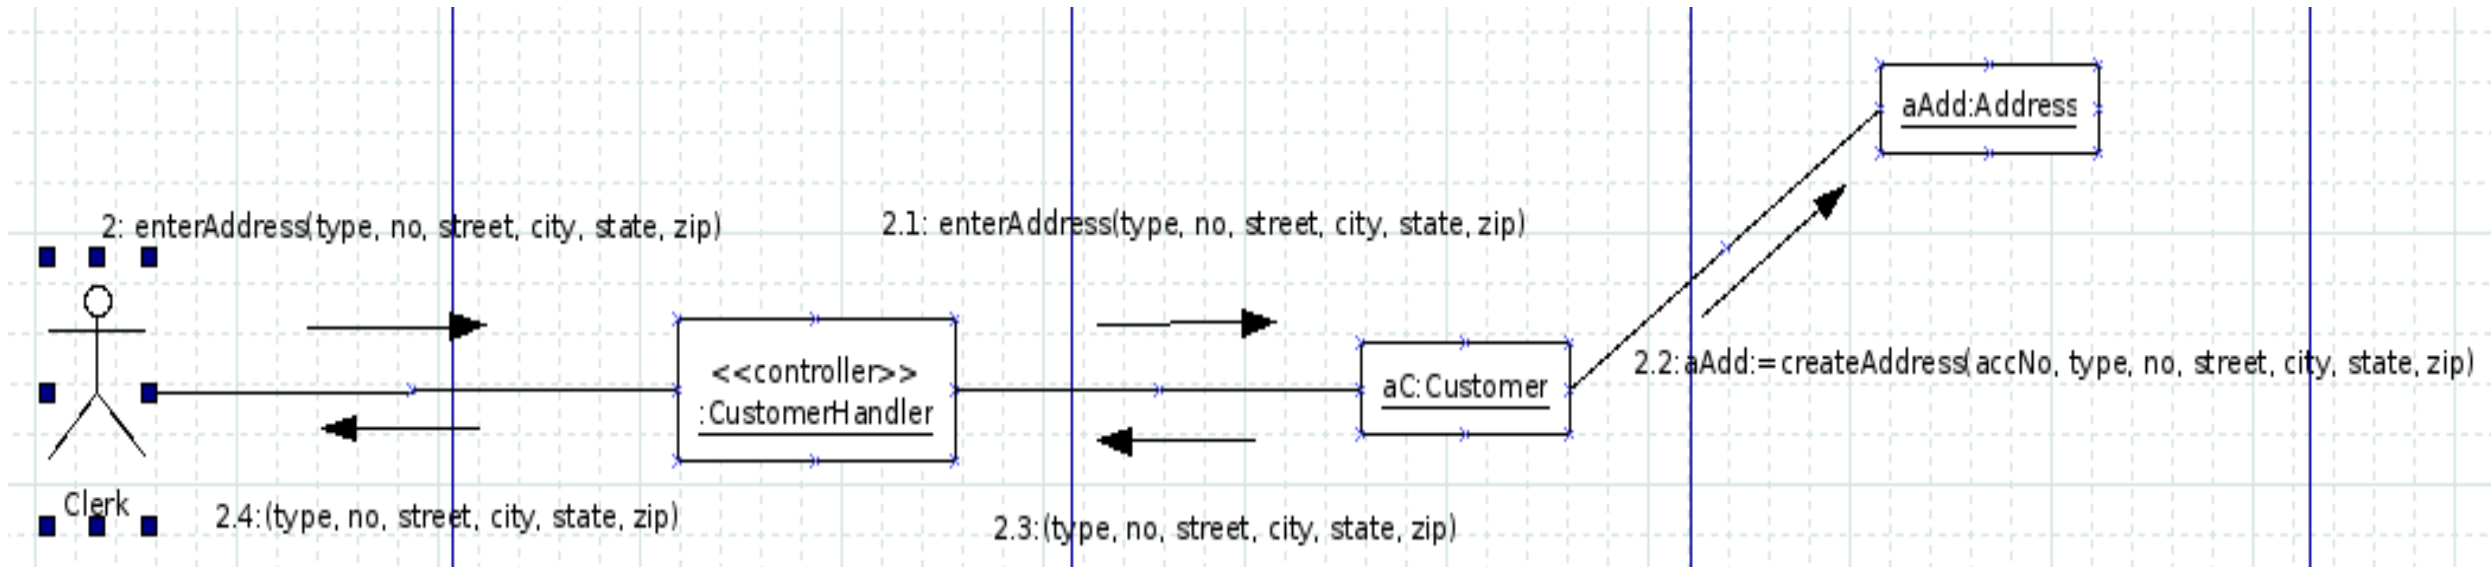 aAdd:Address
2: enterAddress(type, no, street, city, state, zip)
2.1: enterAddress(type, no, street, city, state, zip)
<<controller>>
:CustomerHandler
aC:Customer
2.2:aAdd:=createAddress(accNo, type, no, street, city, state, zip)
Clerk
2.4:(type, no, street, city, state, zip)
2.3:(type, no, street, city, state, zip)